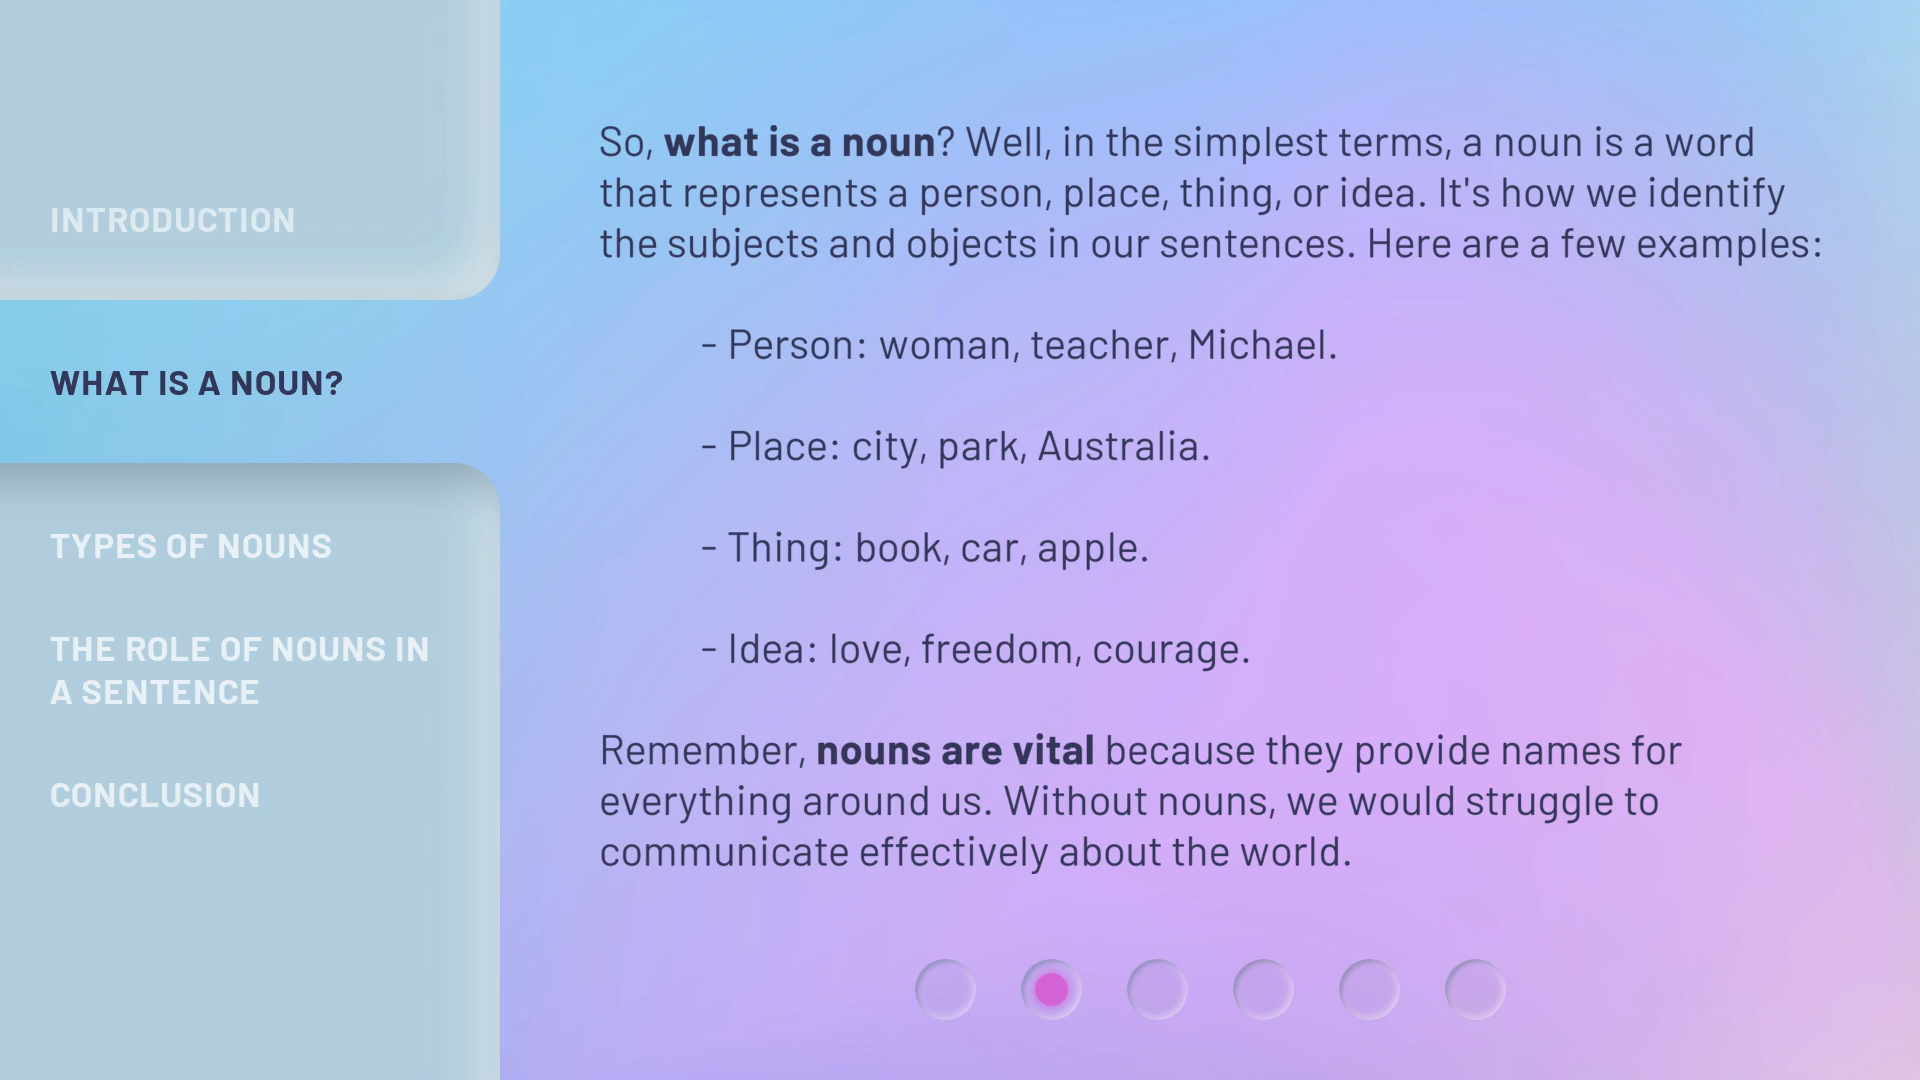 INTRODUCTION
WHAT IS A NOUN?
TYPES OF NOUNS
THE ROLE OF NOUNS IN
A SENTENCE
CONCLUSION
So, what is a noun? Well, in the simplest terms, a noun is a word
that represents a person, place, thing, or idea. It's how we identify
the subjects and objects in our sentences. Here are a few examples:
- Person: woman, teacher, Michael.
- Place: city, park, Australia.
- Thing: book, car, apple.
- Idea: love, freedom, courage.
Remember, nouns are vital because they provide names for
everything around us. Without nouns, we would struggle to
communicate effectively about the world.